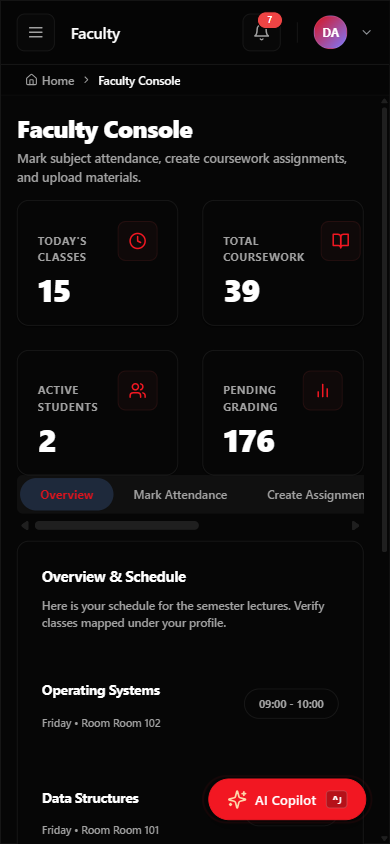 Faculty
7
DA
Home > Faculty Console
Faculty Console
Mark subject attendance, create coursework assignments,
and upload materials.
TODAY'S
CLASSES
15
TOTAL
COURSEWORK
39
ACTIVE
STUDENTS
2
PENDING
GRADING
176
Overview
Mark Attendance
Create Assignmen
Overview & Schedule
Here is your schedule for the semester lectures. Verify
classes mapped under your profile.
Operating Systems
09:00 - 10:00
Friday • Room Room 102
Data Structures
AI Copilot
Friday • Room Room 101